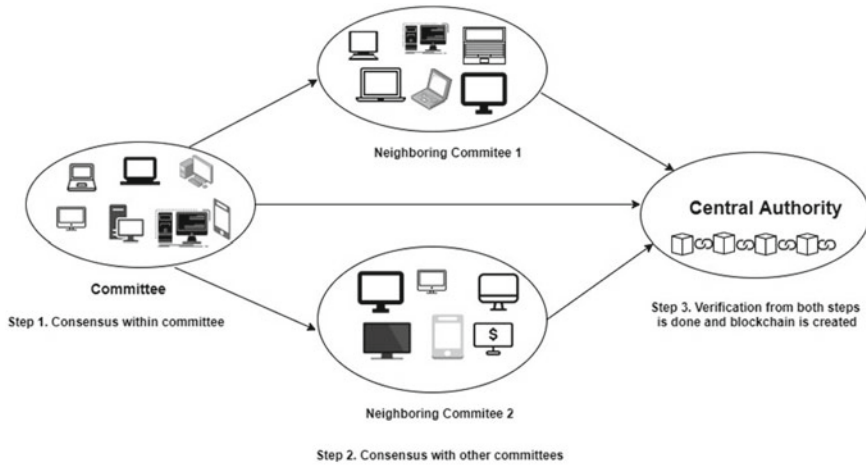 Neighboring Commitee 1
Committee
Step 1. Consensus within committee
Central Authority
Step 3. Verification from both steps
is done and blockchain is created
$
Neighboring Commitee 2
Step 2. Consensus with other committees